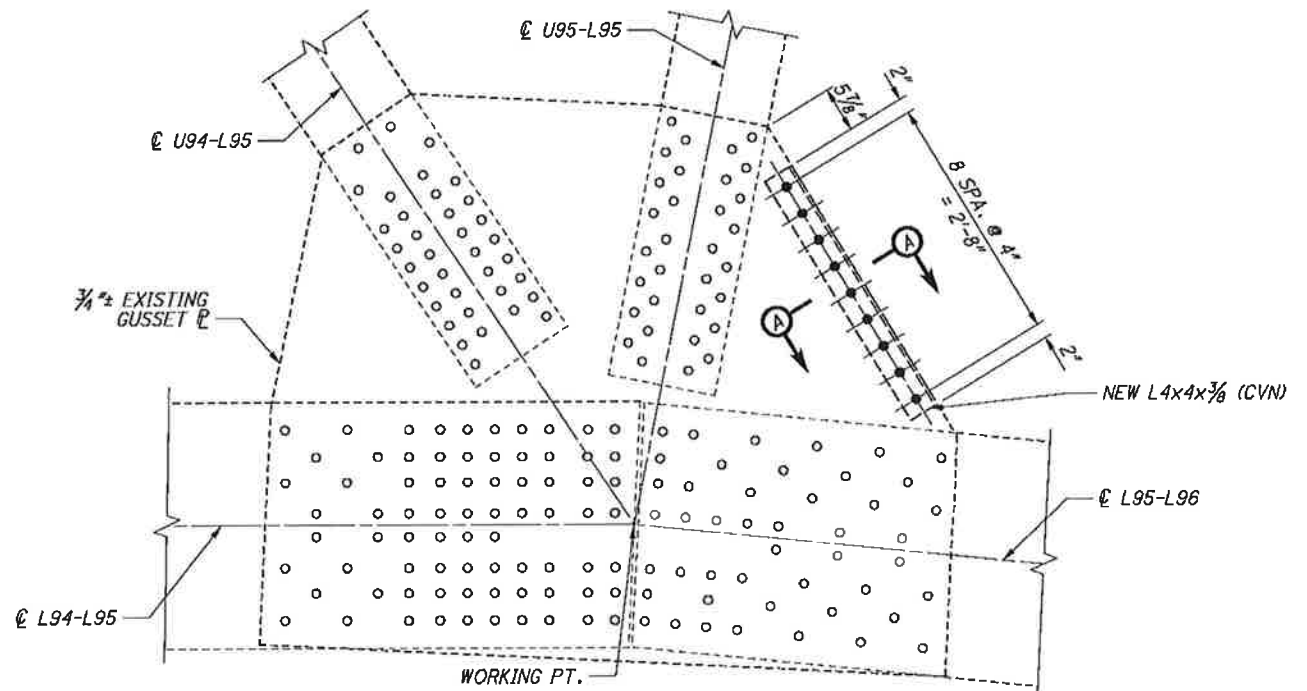 ℄ U95-L95
2"
5⅞"
℄ U94-L95
8 SPA. @ 4"
= 2'-8"
A
A
¾"± EXISTING
GUSSET ℙL
2"
NEW L4x4x⅜ (CVN)
℄ L95-L96
℄ L94-L95
WORKING PT.